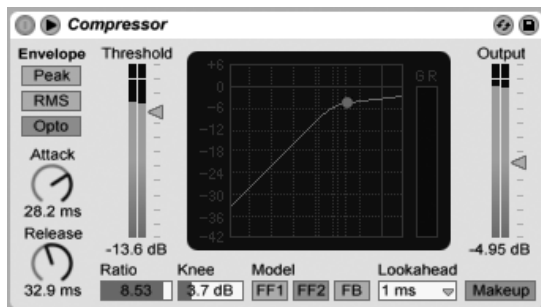 Compressor
Envelope Threshold Output
Peak
RMS
Opto
Attack
28.2 ms
Release
32.9 ms
-13.6 dB
+6
0
-6
-12
-18
-24
-30
-36
-42
GR
-4.95 dB
Ratio Knee Model Lookahead
8.53 3.7 dB FF1 FF2 FB 1 ms Makeup